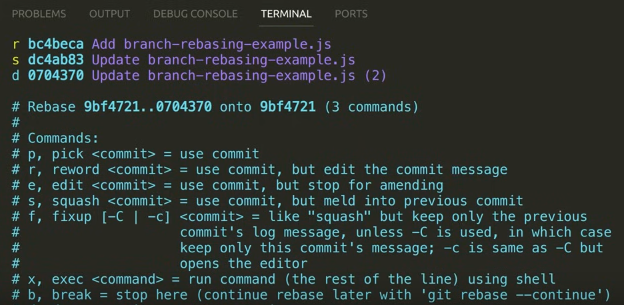 PROBLEMS OUTPUT DEBUG CONSOLE TERMINAL PORTS
r bc4beca Add branch-rebasing-example.js
s dc4ab83 Update branch-rebasing-example.js
d 0704370 Update branch-rebasing-example.js (2)
# Rebase 9bf4721..0704370 onto 9bf4721 (3 commands)
#
# Commands:
# p, pick <commit> = use commit
# r, reword <commit> = use commit, but edit the commit message
# e, edit <commit> = use commit, but stop for amending
# s, squash <commit> = use commit, but meld into previous commit
# f, fixup [-C | -c] <commit> = like "squash" but keep only the previous
# commit's log message, unless -C is used, in which case
# keep only this commit's message; -c is same as -C but
# opens the editor
# x, exec <command> = run command (the rest of the line) using shell
# b, break = stop here (continue rebase later with 'git rebase --continue')